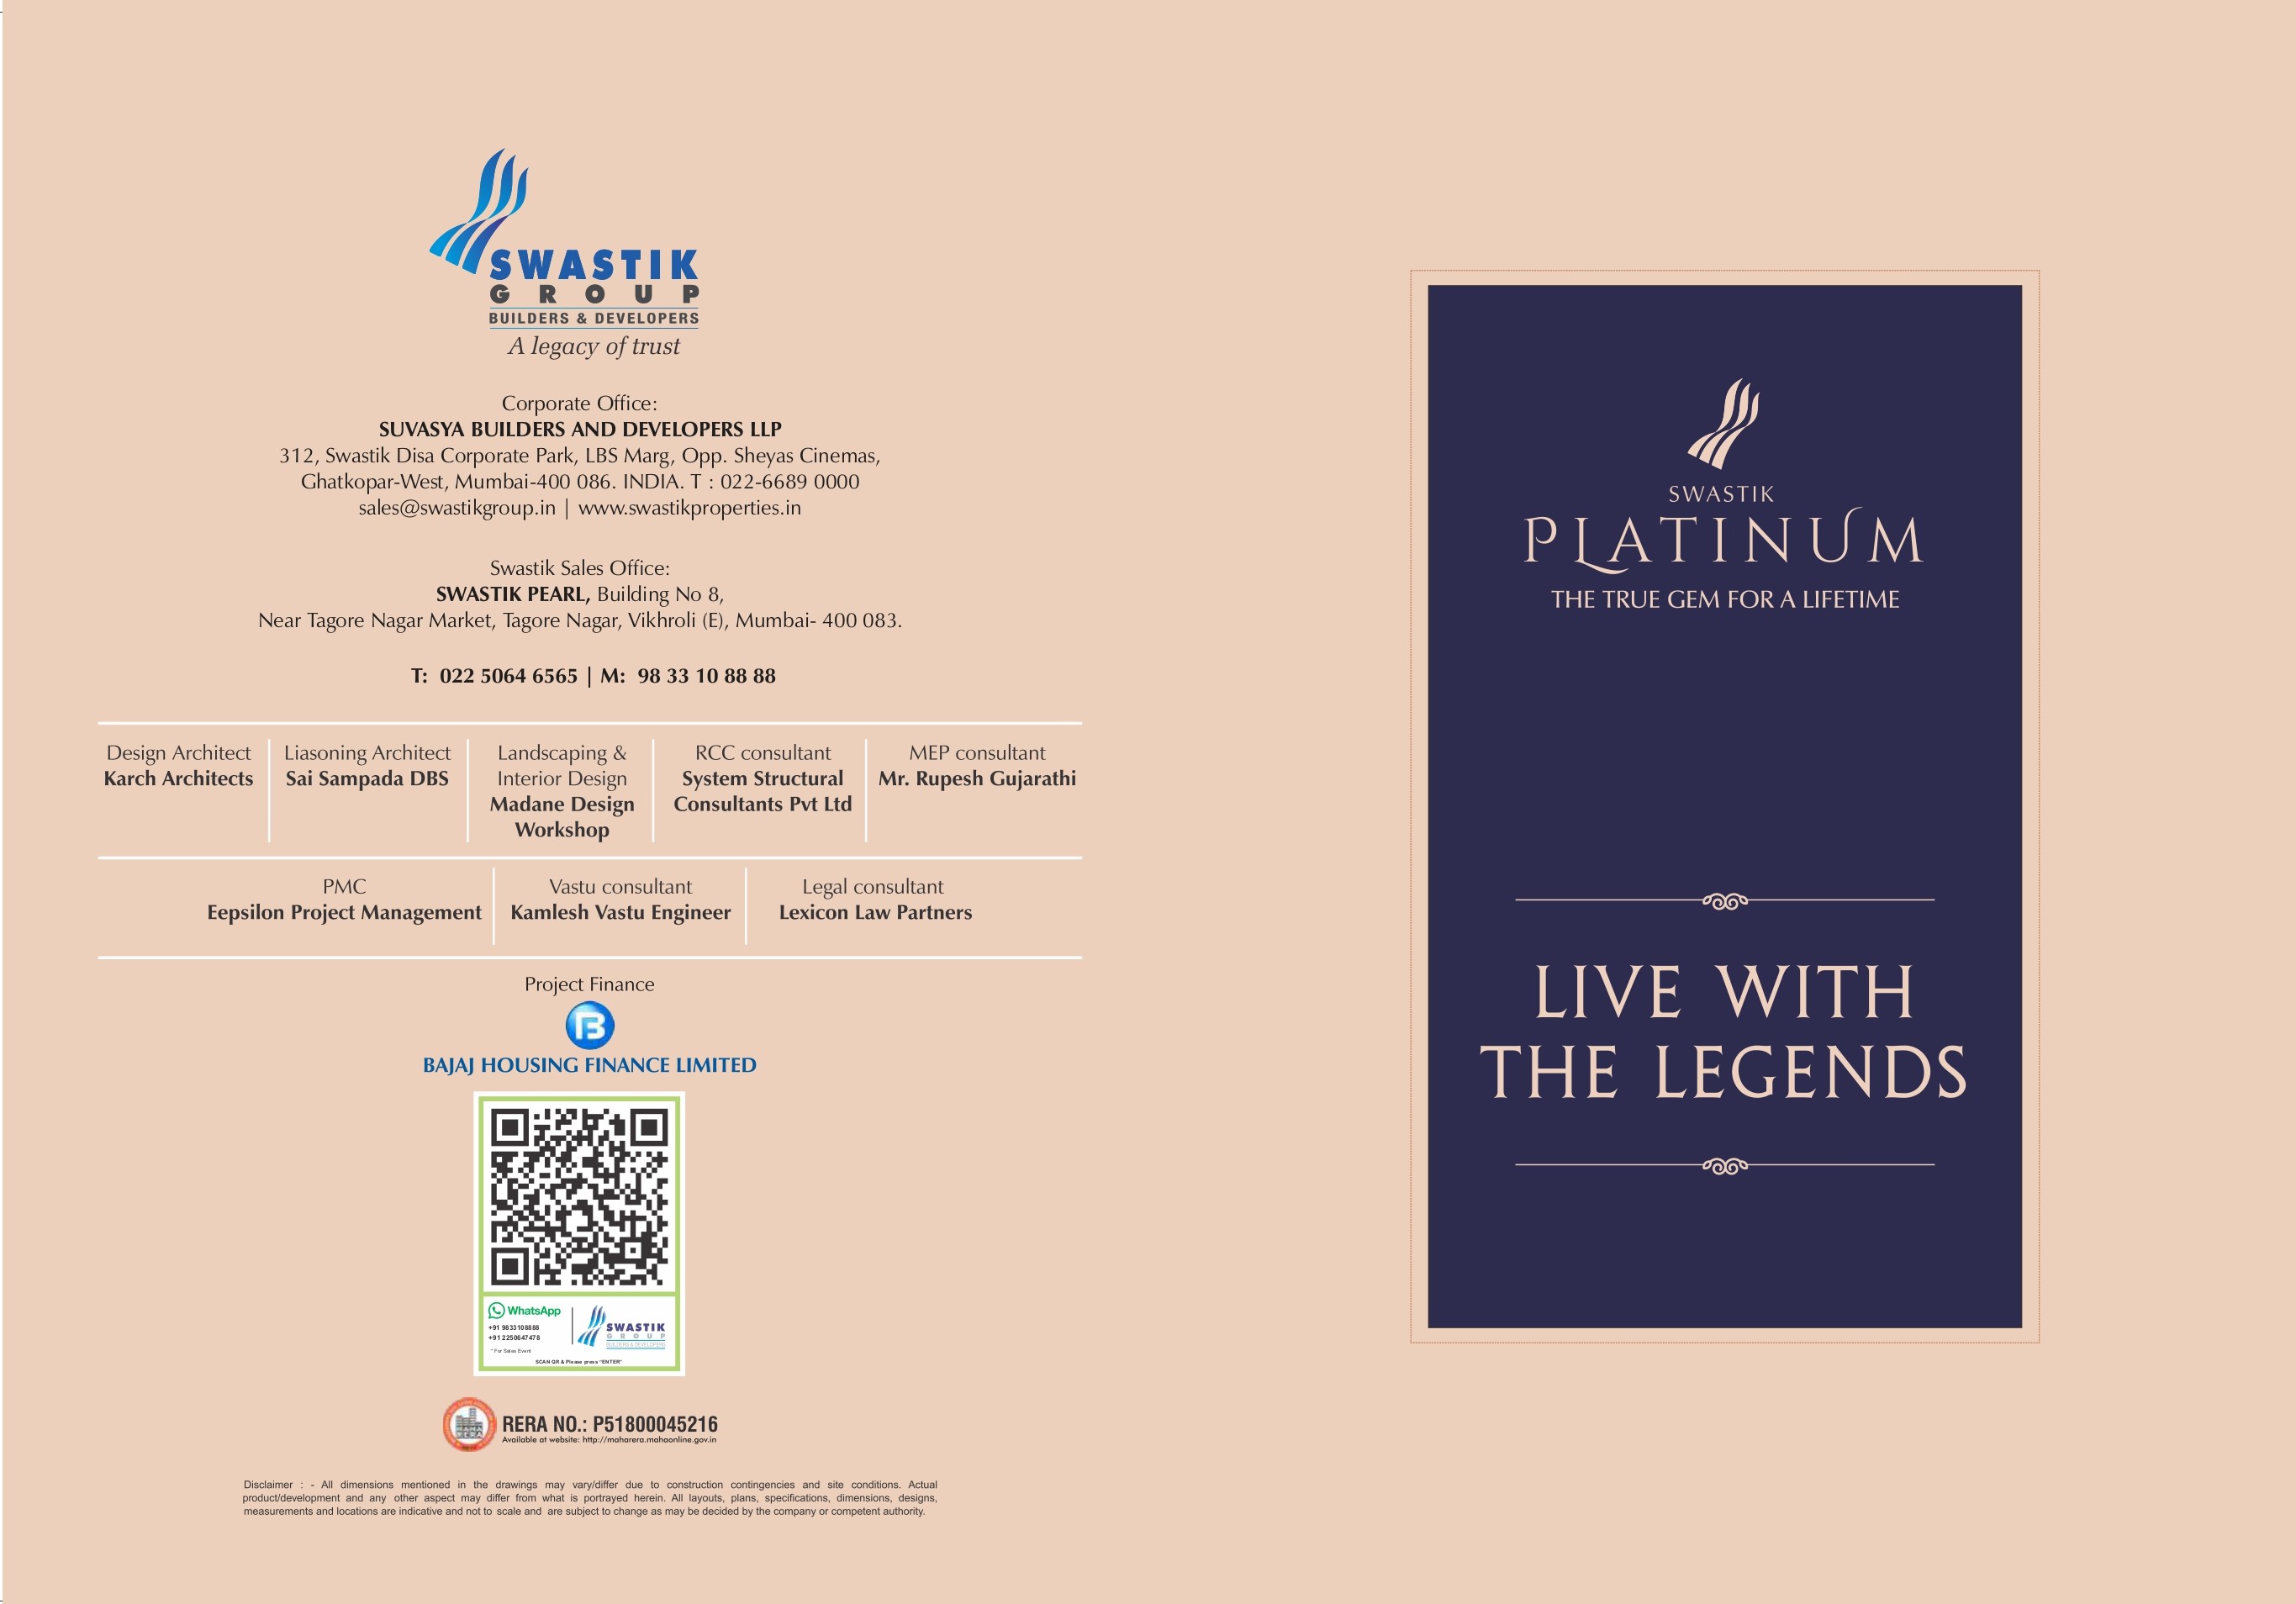 SWASTIK
GROUP
BUILDERS & DEVELOPERS
A legacy of trust
Corporate Office:
SUVASYA BUILDERS AND DEVELOPERS LLP
312, Swastik Disa Corporate Park, LBS Marg, Opp. Sheyas Cinemas,
Ghatkopar-West, Mumbai-400 086. INDIA. T : 022-6689 0000
sales@swastikgroup.in | www.swastikproperties.in
Swastik Sales Office:
SWASTIK PEARL, Building No 8,
Near Tagore Nagar Market, Tagore Nagar, Vikhroli (E), Mumbai- 400 083.
T: 022 5064 6565 | M: 98 33 10 88 88
Design Architect
Karch Architects
Liasoning Architect
Sai Sampada DBS
Landscaping &
Interior Design
Madane Design
Workshop
RCC consultant
System Structural
Consultants Pvt Ltd
MEP consultant
Mr. Rupesh Gujarathi
PMC
Eepsilon Project Management
Vastu consultant
Kamlesh Vastu Engineer
Legal consultant
Lexicon Law Partners
Project Finance
BAJAJ HOUSING FINANCE LIMITED
WhatsApp
+91 9833108888
+91 2250647478
* For Sales Event
SWASTIK
GROUP
BUILDERS & DEVELOPERS
SCAN QR & Please press "ENTER"
RERA NO.: P51800045216
Available at website: http://maharera.mahaonline.gov.in
Disclaimer : - All dimensions mentioned in the drawings may vary/differ due to construction contingencies and site conditions. Actual
product/development and any other aspect may differ from what is portrayed herein. All layouts, plans, specifications, dimensions, designs,
measurements and locations are indicative and not to scale and are subject to change as may be decided by the company or competent authority.
SWASTIK
PLATINUM
THE TRUE GEM FOR A LIFETIME
LIVE WITH
THE LEGENDS